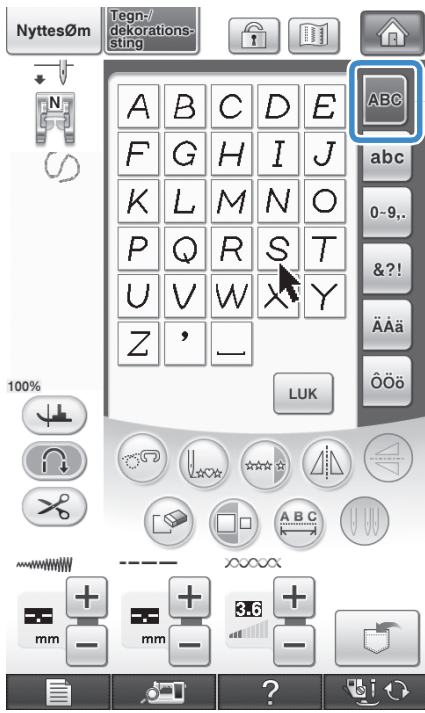 NyttesØm
Tegn-/
dekorations-
sting
N
ABC
A B C D E
abc
F G H I J
K L M N O
0~9,.
P Q R S T
&?!
U V W X Y
ÄÅä
Z ' _
ÔÖö
100%
LUK
A B C
3.6
mm
mm
?